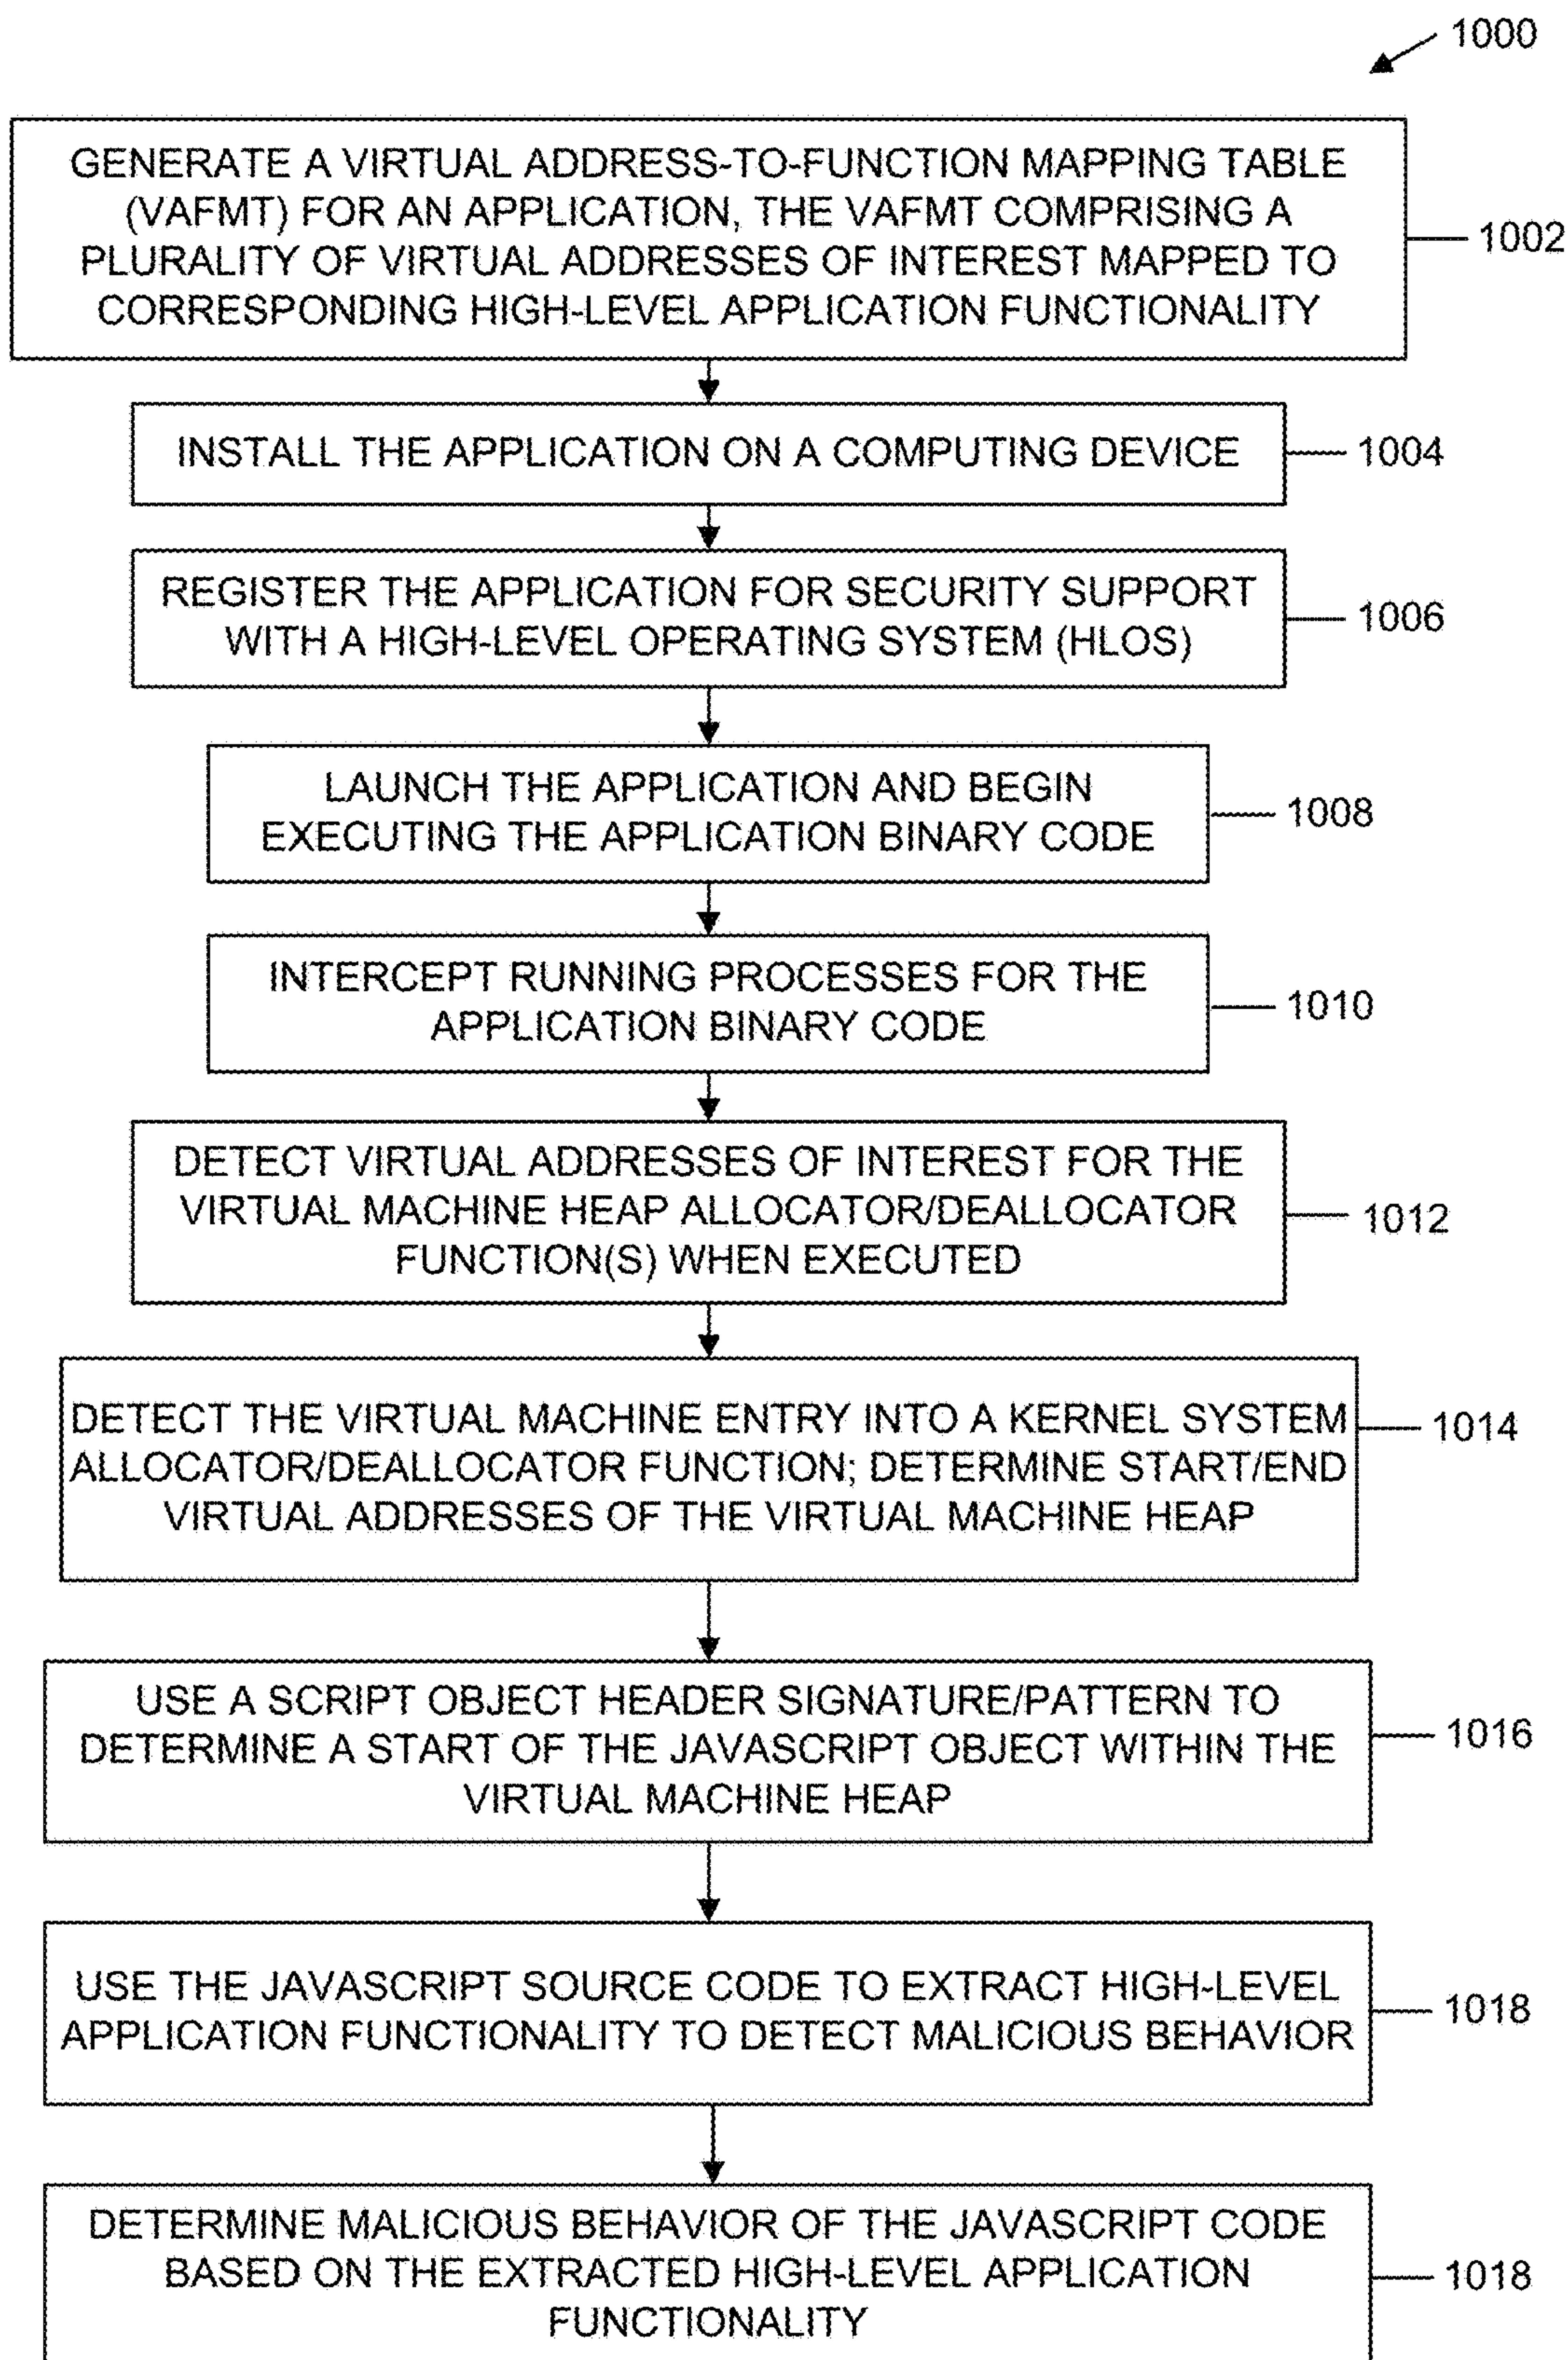 1000
GENERATE A VIRTUAL ADDRESS-TO-FUNCTION MAPPING TABLE
(VAFMT) FOR AN APPLICATION, THE VAFMT COMPRISING A
PLURALITY OF VIRTUAL ADDRESSES OF INTEREST MAPPED TO
CORRESPONDING HIGH-LEVEL APPLICATION FUNCTIONALITY
1002
INSTALL THE APPLICATION ON A COMPUTING DEVICE
1004
REGISTER THE APPLICATION FOR SECURITY SUPPORT
WITH A HIGH-LEVEL OPERATING SYSTEM (HLOS)
1006
LAUNCH THE APPLICATION AND BEGIN
EXECUTING THE APPLICATION BINARY CODE
1008
INTERCEPT RUNNING PROCESSES FOR THE
APPLICATION BINARY CODE
1010
DETECT VIRTUAL ADDRESSES OF INTEREST FOR THE
VIRTUAL MACHINE HEAP ALLOCATOR/DEALLOCATOR
FUNCTION(S) WHEN EXECUTED
1012
DETECT THE VIRTUAL MACHINE ENTRY INTO A KERNEL SYSTEM
ALLOCATOR/DEALLOCATOR FUNCTION; DETERMINE START/END
VIRTUAL ADDRESSES OF THE VIRTUAL MACHINE HEAP
1014
USE A SCRIPT OBJECT HEADER SIGNATURE/PATTERN TO
DETERMINE A START OF THE JAVASCRIPT OBJECT WITHIN THE
VIRTUAL MACHINE HEAP
1016
USE THE JAVASCRIPT SOURCE CODE TO EXTRACT HIGH-LEVEL
APPLICATION FUNCTIONALITY TO DETECT MALICIOUS BEHAVIOR
1018
DETERMINE MALICIOUS BEHAVIOR OF THE JAVASCRIPT CODE
BASED ON THE EXTRACTED HIGH-LEVEL APPLICATION
FUNCTIONALITY
1018